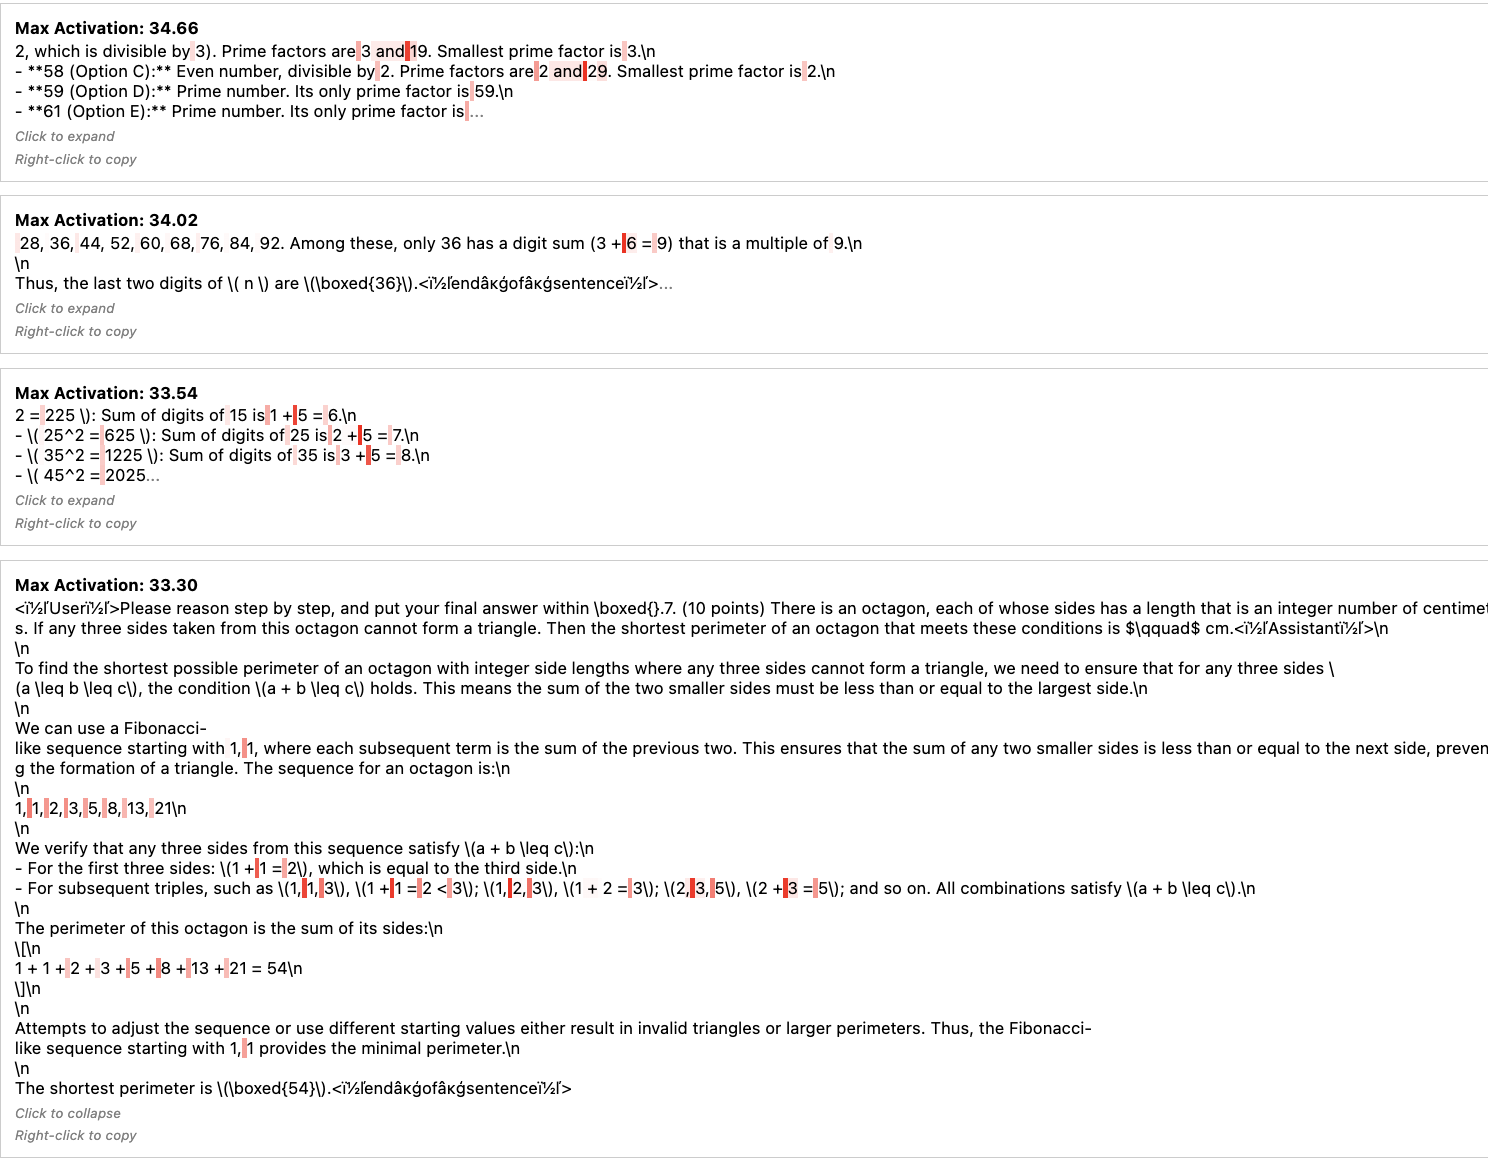 Max Activation: 34.66
2, which is divisible by 3). Prime factors are 3 and 19. Smallest prime factor is 3.\n
- **58 (Option C):** Even number, divisible by 2. Prime factors are 2 and 29. Smallest prime factor is 2.\n
- **59 (Option D):** Prime number. Its only prime factor is 59.\n
- **61 (Option E):** Prime number. Its only prime factor is ...
Click to expand
Right-click to copy
Max Activation: 34.02
28, 36, 44, 52, 60, 68, 76, 84, 92. Among these, only 36 has a digit sum (3 + 6 = 9) that is a multiple of 9.\n
\n
Thus, the last two digits of \( n \) are \(\boxed{36}\).<ï½ľendâĸģofâĸģsentenceï½ľ>...
Click to expand
Right-click to copy
Max Activation: 33.54
2 = 225 \): Sum of digits of 15 is 1 + 5 = 6.\n
- \( 25^2 = 625 \): Sum of digits of 25 is 2 + 5 = 7.\n
- \( 35^2 = 1225 \): Sum of digits of 35 is 3 + 5 = 8.\n
- \( 45^2 = 2025...
Click to expand
Right-click to copy
Max Activation: 33.30
<ï½ľUserï½ľ>Please reason step by step, and put your final answer within \boxed{}.7. (10 points) There is an octagon, each of whose sides has a length that is an integer number of centimet
s. If any three sides taken from this octagon cannot form a triangle. Then the shortest perimeter of an octagon that meets these conditions is $\qquad$ cm.<ï½ľAssistantï½ľ>\n
\n
To find the shortest possible perimeter of an octagon with integer side lengths where any three sides cannot form a triangle, we need to ensure that for any three sides \
(a \leq b \leq c\), the condition \(a + b \leq c\) holds. This means the sum of the two smaller sides must be less than or equal to the largest side.\n
\n
We can use a Fibonacci-
like sequence starting with 1, 1, where each subsequent term is the sum of the previous two. This ensures that the sum of any two smaller sides is less than or equal to the next side, preven
g the formation of a triangle. The sequence for an octagon is:\n
\n
1, 1, 2, 3, 5, 8, 13, 21\n
\n
We verify that any three sides from this sequence satisfy \(a + b \leq c\):\n
- For the first three sides: \(1 + 1 = 2\), which is equal to the third side.\n
- For subsequent triples, such as \(1, 1, 3\), \(1 + 1 = 2 < 3\); \(1, 2, 3\), \(1 + 2 = 3\); \(2, 3, 5\), \(2 + 3 = 5\); and so on. All combinations satisfy \(a + b \leq c\).\n
\n
The perimeter of this octagon is the sum of its sides:\n
\[\n
1 + 1 + 2 + 3 + 5 + 8 + 13 + 21 = 54\n
\]\n
\n
Attempts to adjust the sequence or use different starting values either result in invalid triangles or larger perimeters. Thus, the Fibonacci-
like sequence starting with 1, 1 provides the minimal perimeter.\n
\n
The shortest perimeter is \(\boxed{54}\).<ï½ľendâĸģofâĸģsentenceï½ľ>
Click to collapse
Right-click to copy